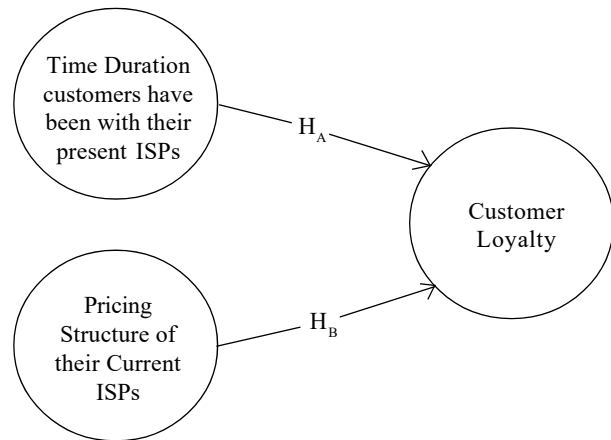 Time Duration
customers have
been with their
present ISPs
H_A
Customer
Loyalty
Pricing
Structure of
their Current
ISPs
H_B